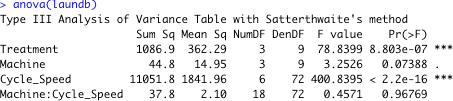 > anova(laundb)
Type III Analysis of Variance Table with Satterthwaite's method
Sum Sq Mean Sq NumDF DenDF F value Pr(>F)
Treatment 1086.9 362.29 3 9 78.8399 8.803e-07 ***
Machine 44.8 14.95 3 9 3.2526 0.07388 .
Cycle_Speed 11051.8 1841.96 6 72 400.8395 < 2.2e-16 ***
Machine:Cycle_Speed 37.8 2.10 18 72 0.4571 0.96769